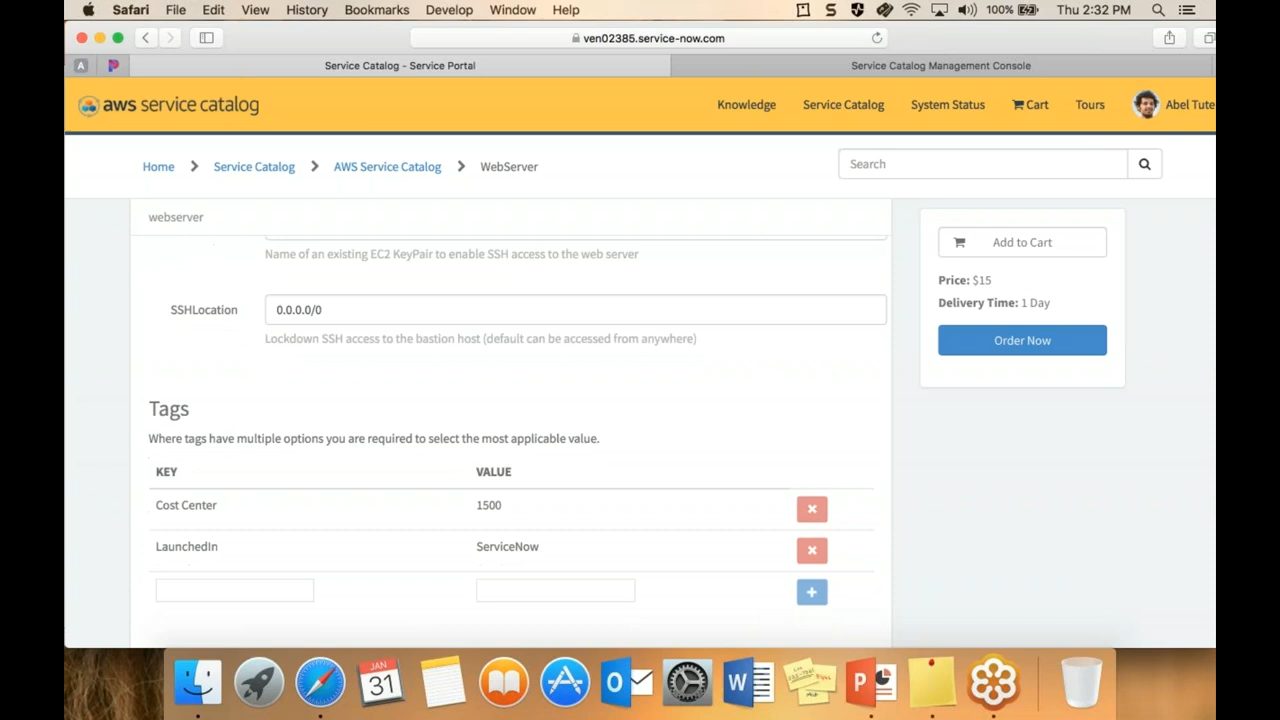 Safari File Edit View History Bookmarks Develop Window Help 100% Thu 2:32 PM
ven02385.service-now.com
A Service Catalog - Service Portal Service Catalog Management Console
aws service catalog Knowledge Service Catalog System Status Cart Tours Abel Tute
Home Service Catalog AWS Service Catalog WebServer Search
webserver
Add to Cart
Name of an existing EC2 KeyPair to enable SSH access to the web server
Price: $15
SSHLocation 0.0.0.0/0
Delivery Time: 1 Day
Lockdown SSH access to the bastion host (default can be accessed from anywhere)
Order Now
Tags
Where tags have multiple options you are required to select the most applicable value.
KEY VALUE
Cost Center 1500
LaunchedIn ServiceNow
JAN
31
O W P